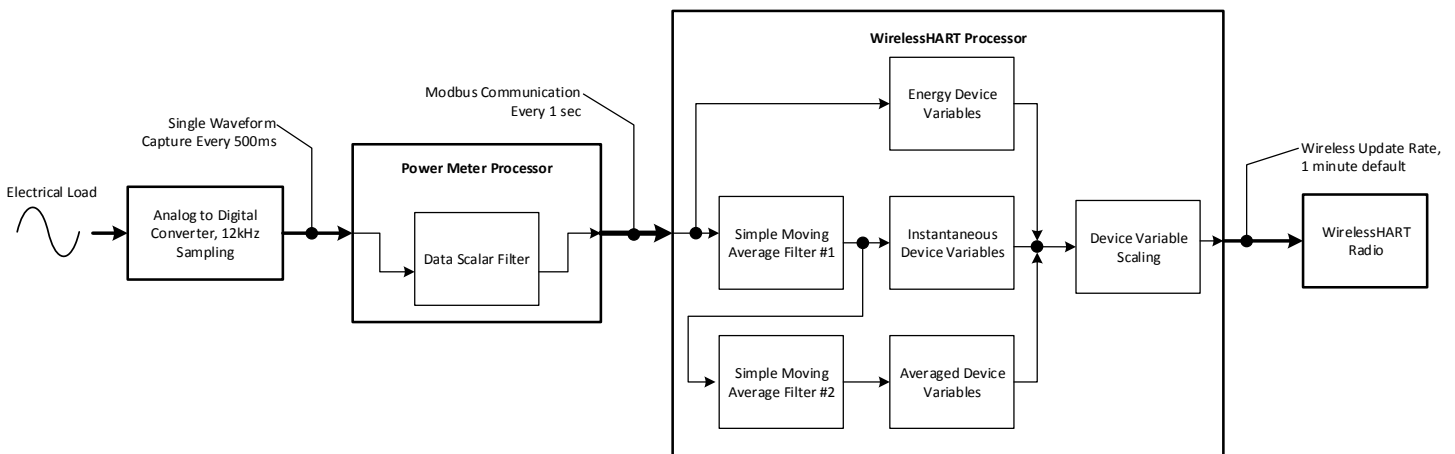 WirelessHART Processor
Modbus Communication
Every 1 sec
Energy Device
Variables
Single Waveform
Capture Every 500ms
Wireless Update Rate,
1 minute default
Power Meter Processor
Electrical Load
Analog to Digital
Converter, 12kHz
Sampling
Data Scalar Filter
Simple Moving
Average Filter #1
Instantaneous
Device Variables
Device Variable
Scaling
WirelessHART
Radio
Simple Moving
Average Filter #2
Averaged Device
Variables